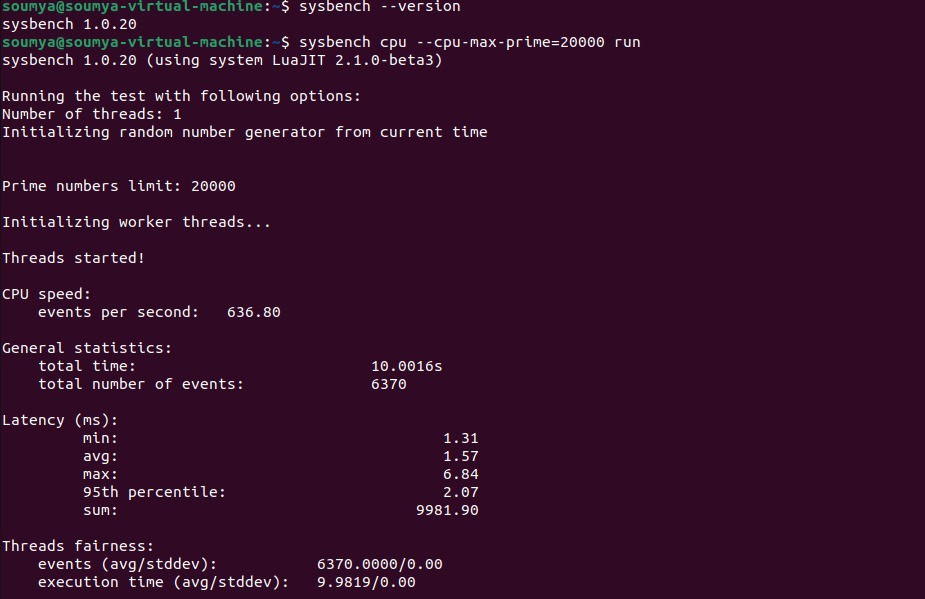 soumya@soumya-virtual-machine:~$ sysbench --version
sysbench 1.0.20
soumya@soumya-virtual-machine:~$ sysbench cpu --cpu-max-prime=20000 run
sysbench 1.0.20 (using system LuaJIT 2.1.0-beta3)
Running the test with following options:
Number of threads: 1
Initializing random number generator from current time
Prime numbers limit: 20000
Initializing worker threads...
Threads started!
CPU speed:
events per second: 636.80
General statistics:
total time: 10.0016s
total number of events: 6370
Latency (ms):
min: 1.31
avg: 1.57
max: 6.84
95th percentile: 2.07
sum: 9981.90
Threads fairness:
events (avg/stddev): 6370.0000/0.00
execution time (avg/stddev): 9.9819/0.00